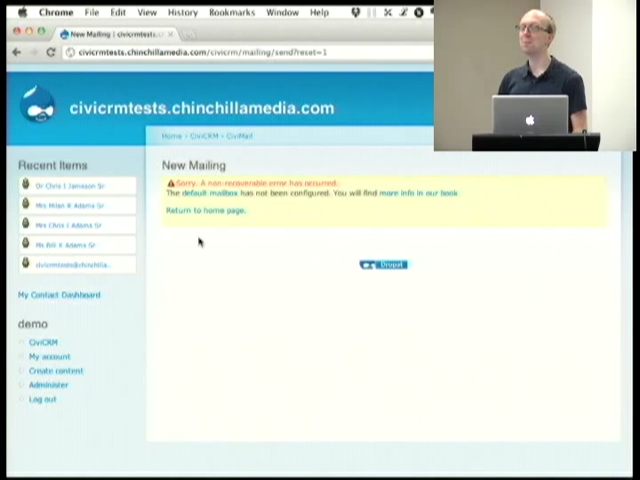 Chrome File Edit View History Bookmarks Window Help
New Mailing | civicrmtests.c
civicrmtests.chinchillamedia.com/civicrm/mailing/send?reset=1
civicrmtests.chinchillamedia.com
Home › CiviCRM › CiviMail
Recent Items
Dr Chris I Jameson Sr
Mrs Milan R Adams Sr
Mrs Chris I Adams Sr
Ms Bill X Adams Sr
civicrmtests@chinchilla...
My Contact Dashboard
demo
CiviCRM
My account
Create content
Administer
Log out
New Mailing
Sorry. A non-recoverable error has occurred.
The default mailbox has not been configured. You will find more info in our book
Return to home page.
Drupal